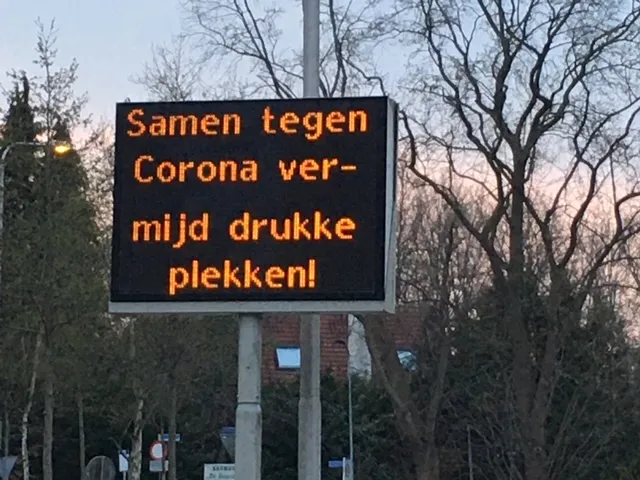 Samen tegen
Corona ver-
mijd drukke
plekken!